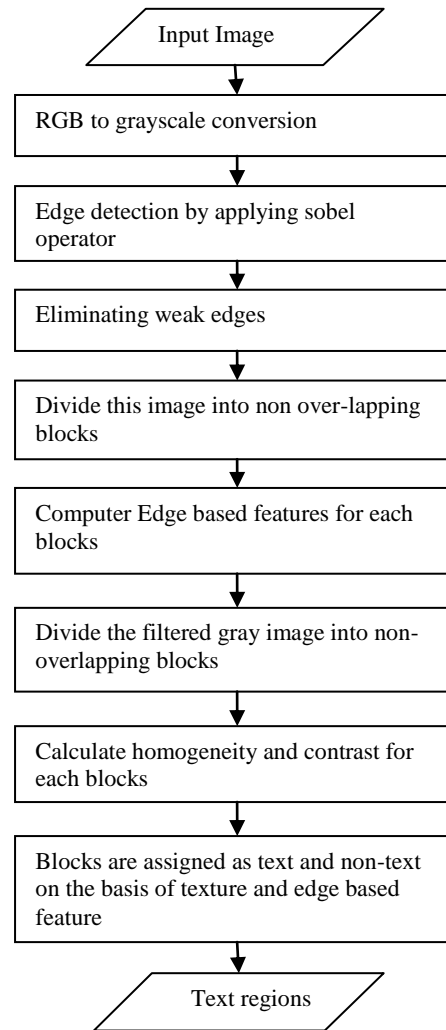 Input Image
RGB to grayscale conversion
Edge detection by applying sobel
operator
Eliminating weak edges
Divide this image into non over-lapping
blocks
Computer Edge based features for each
blocks
Divide the filtered gray image into non-
overlapping blocks
Calculate homogeneity and contrast for
each blocks
Blocks are assigned as text and non-text
on the basis of texture and edge based
feature
Text regions